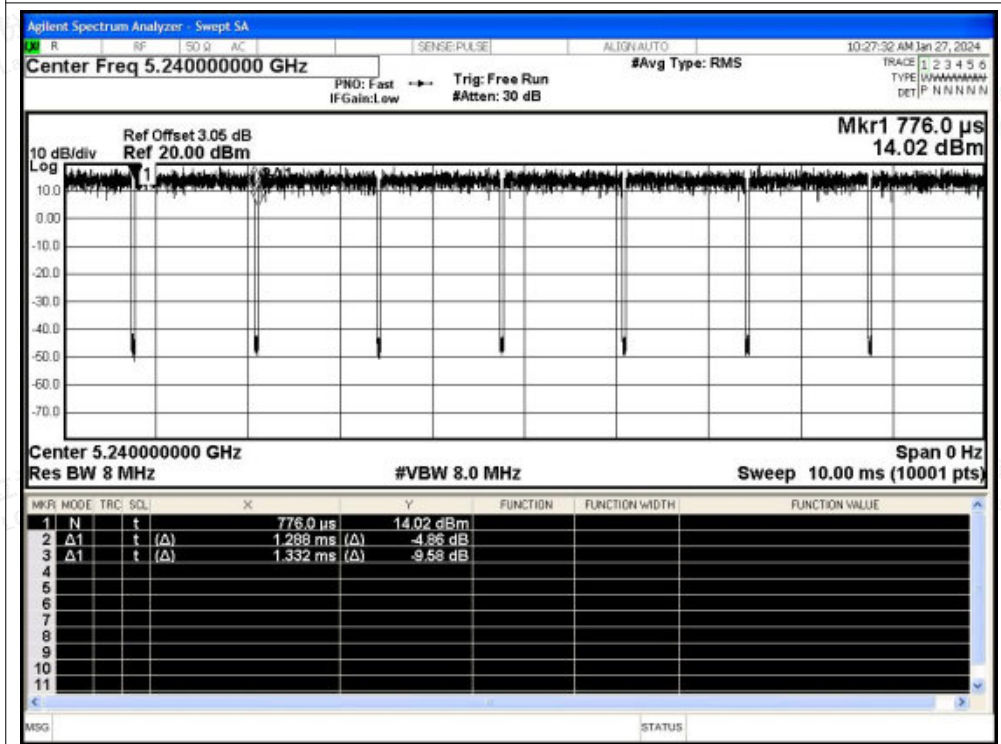 Agilent Spectrum Analyzer - Swept SA
LXI R RF 50 Ω AC SENSE:PULSE ALIGN AUTO 10:27:32 AM Jan 27, 2024
Center Freq 5.240000000 GHz #Avg Type: RMS TRACE 1 2 3 4 5 6
PNO: Fast Trig: Free Run TYPE WWWWWW
IFGain:Low #Atten: 30 dB DET P N N N N N
Mkr1 776.0 µs
Ref Offset 3.05 dB
10 dB/div Ref 20.00 dBm 14.02 dBm
Log
1
10.0
0.00
-10.0
-20.0
-30.0
-40.0
-50.0
-60.0
-70.0
Center 5.240000000 GHz Span 0 Hz
Res BW 8 MHz #VBW 8.0 MHz Sweep 10.00 ms (10001 pts)
MKR MODE TRC SCL X Y FUNCTION FUNCTION WIDTH FUNCTION VALUE
1 N t 776.0 µs 14.02 dBm
2 Δ1 t (Δ) 1.288 ms (Δ) -4.86 dB
3 Δ1 t (Δ) 1.332 ms (Δ) -9.58 dB
4
5
6
7
8
9
10
11
MSG STATUS